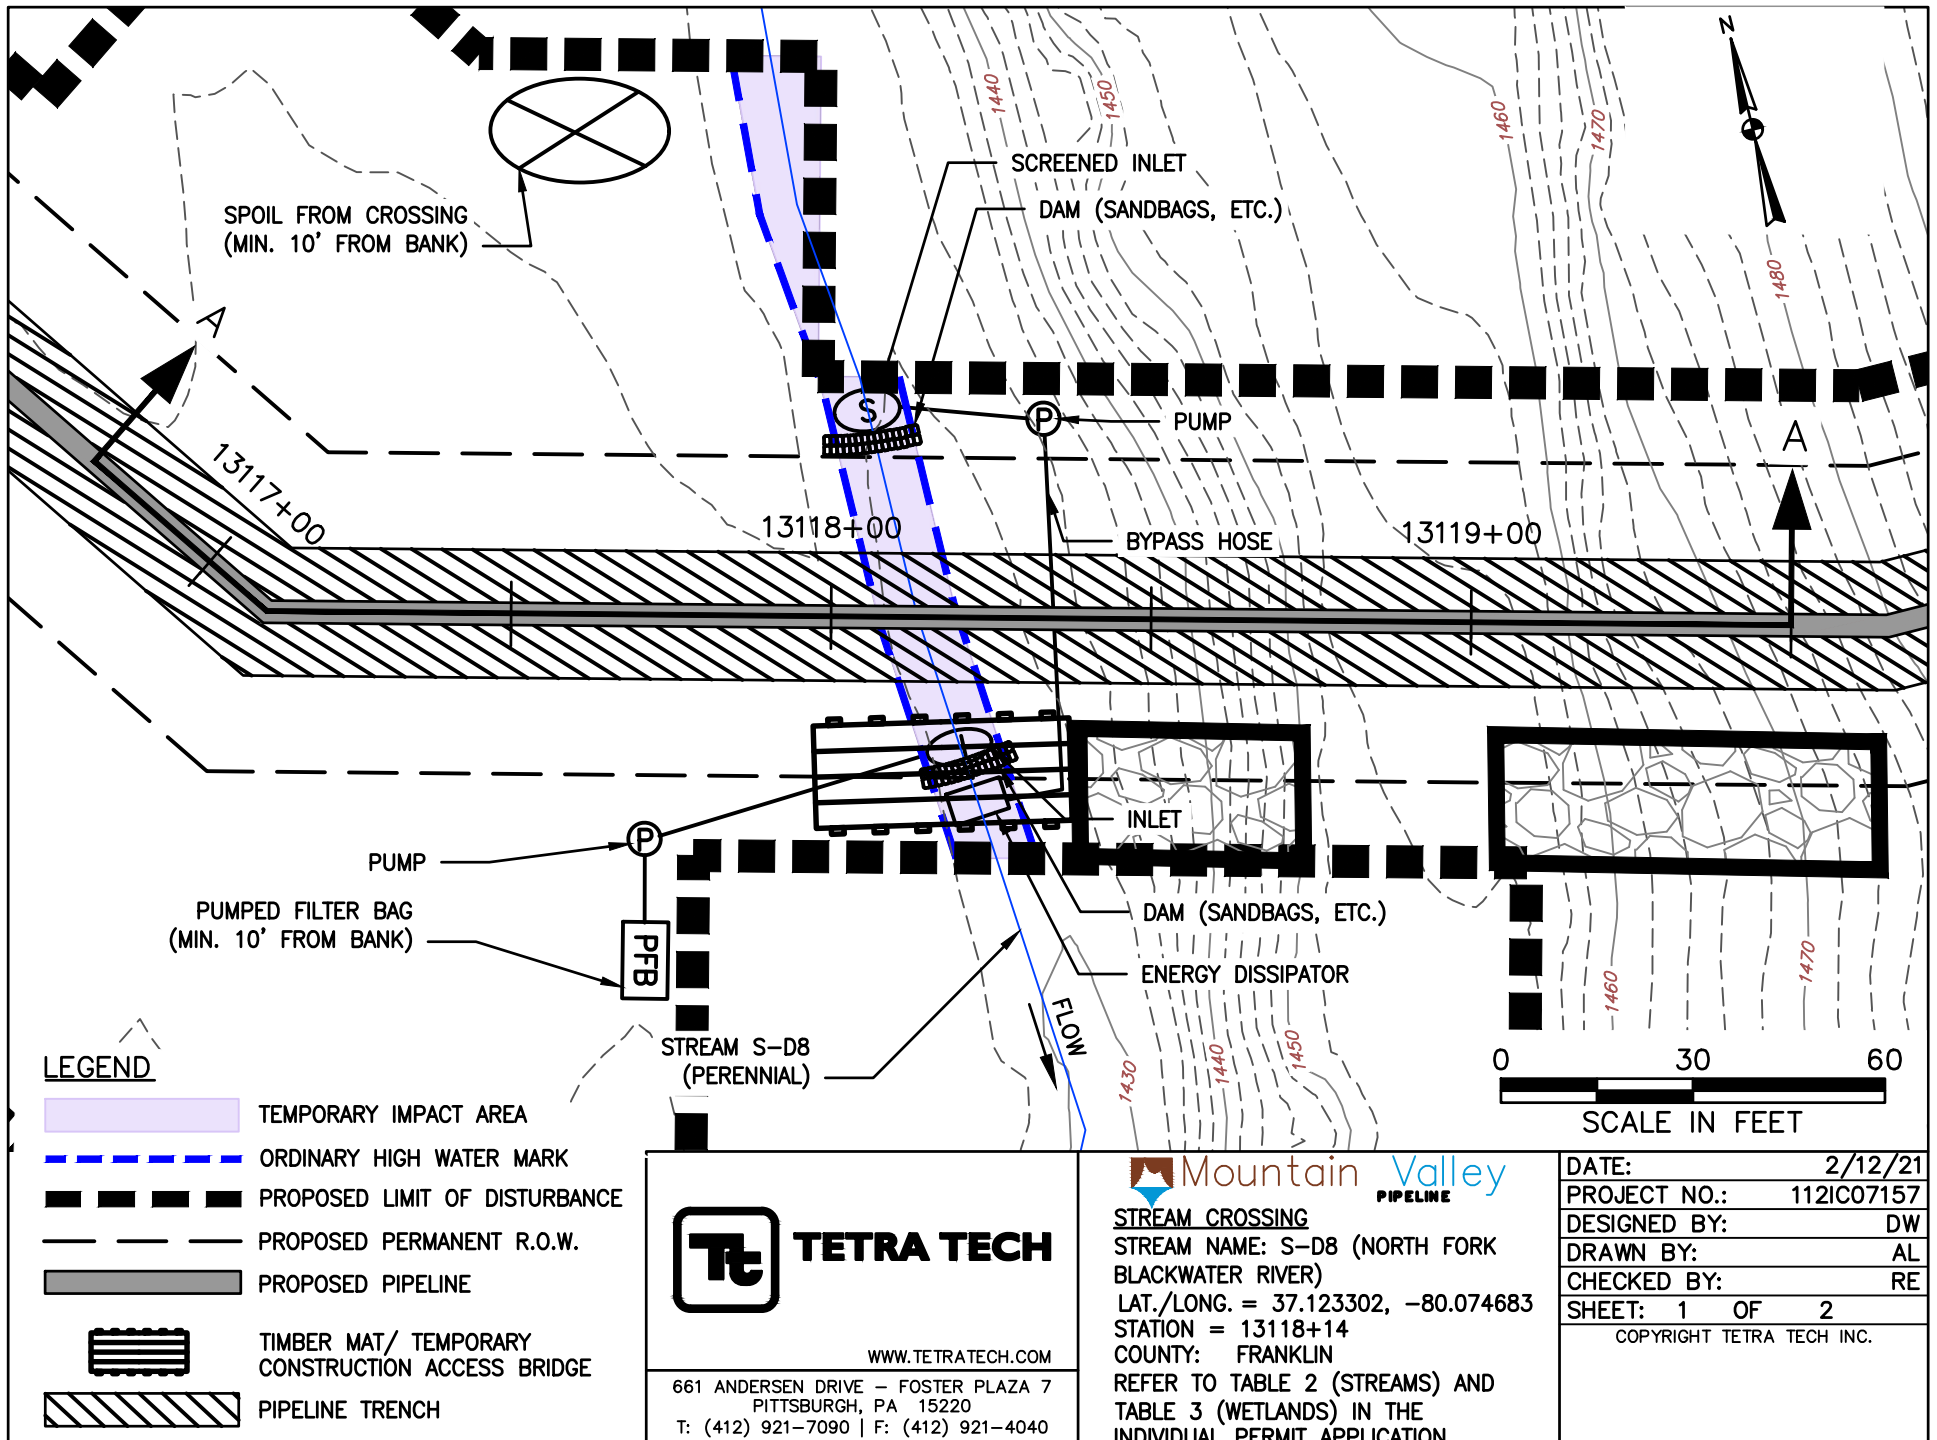 N
1440
1450
1460
1470
1480
SCREENED INLET
DAM (SANDBAGS, ETC.)
SPOIL FROM CROSSING
(MIN. 10' FROM BANK)
A
S
P
PUMP
A
13117+00
13118+00
BYPASS HOSE
13119+00
I
INLET
P
PUMP
PUMPED FILTER BAG
(MIN. 10' FROM BANK)
PFB
DAM (SANDBAGS, ETC.)
ENERGY DISSIPATOR
1460
1470
FLOW
STREAM S-D8
(PERENNIAL)
1430
1440
1450
0 30 60
SCALE IN FEET
LEGEND
TEMPORARY IMPACT AREA
ORDINARY HIGH WATER MARK
PROPOSED LIMIT OF DISTURBANCE
PROPOSED PERMANENT R.O.W.
PROPOSED PIPELINE
TIMBER MAT/ TEMPORARY
CONSTRUCTION ACCESS BRIDGE
PIPELINE TRENCH
Tt TETRA TECH
WWW.TETRATECH.COM
661 ANDERSEN DRIVE – FOSTER PLAZA 7
PITTSBURGH, PA 15220
T: (412) 921-7090 | F: (412) 921-4040
Mountain Valley
PIPELINE
STREAM CROSSING
STREAM NAME: S-D8 (NORTH FORK
BLACKWATER RIVER)
LAT./LONG. = 37.123302, -80.074683
STATION = 13118+14
COUNTY: FRANKLIN
REFER TO TABLE 2 (STREAMS) AND
TABLE 3 (WETLANDS) IN THE
INDIVIDUAL PERMIT APPLICATION
DATE: 2/12/21
PROJECT NO.: 112IC07157
DESIGNED BY: DW
DRAWN BY: AL
CHECKED BY: RE
SHEET: 1 OF 2
COPYRIGHT TETRA TECH INC.